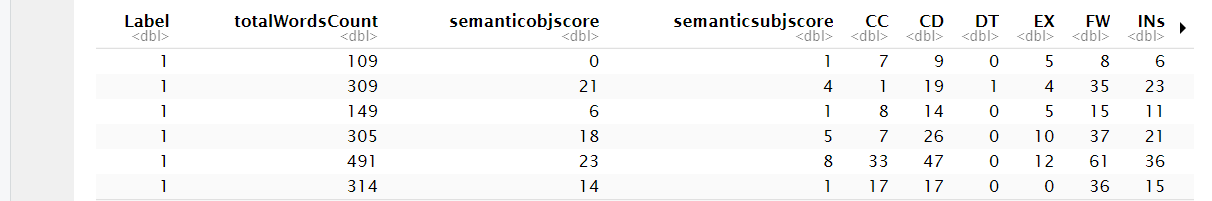 Label totalWordsCount semanticobjscore semanticsubjscore CC CD DT EX FW INs
<dbl> <dbl> <dbl> <dbl> <dbl> <dbl> <dbl> <dbl> <dbl> <dbl>
1 109 0 1 7 9 0 5 8 6
1 309 21 4 1 19 1 4 35 23
1 149 6 1 8 14 0 5 15 11
1 305 18 5 7 26 0 10 37 21
1 491 23 8 33 47 0 12 61 36
1 314 14 1 17 17 0 0 36 15